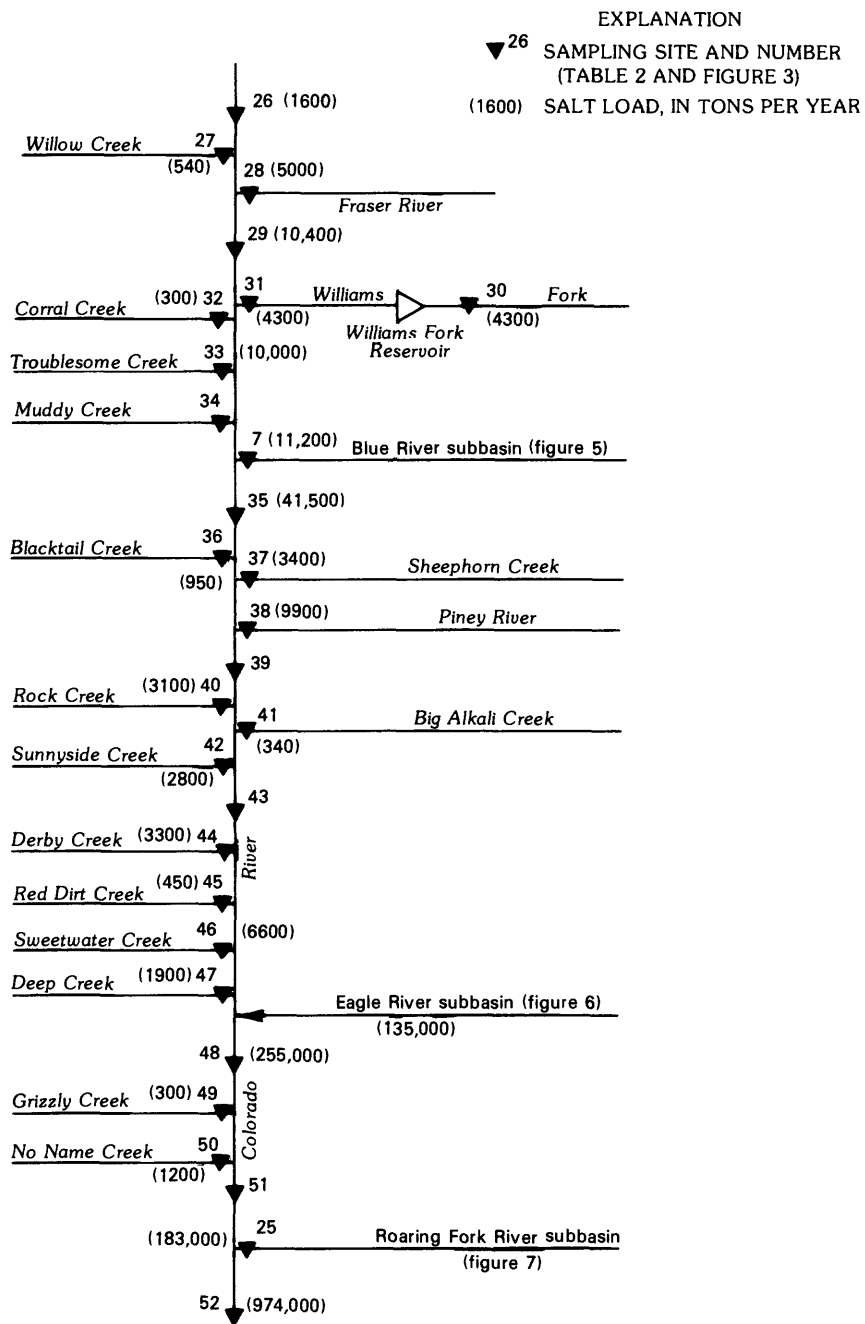 EXPLANATION
26 SAMPLING SITE AND NUMBER
(TABLE 2 AND FIGURE 3)
(1600) SALT LOAD, IN TONS PER YEAR
26 (1600)
Willow Creek 27
(540)
28 (5000)
Fraser River
29 (10,400)
31 Williams 30 Fork
(4300) Williams Fork (4300)
Reservoir
Corral Creek (300) 32
Troublesome Creek 33 (10,000)
Muddy Creek 34
7 (11,200) Blue River subbasin (figure 5)
35 (41,500)
Blacktail Creek 36
(950)
37 (3400) Sheephorn Creek
38 (9900) Piney River
39
Rock Creek (3100) 40
41 Big Alkali Creek
(340)
Sunnyside Creek 42
(2800)
43
Derby Creek (3300) 44
River
Red Dirt Creek (450) 45
Sweetwater Creek 46 (6600)
Deep Creek (1900) 47
Eagle River subbasin (figure 6)
(135,000)
48 (255,000)
Grizzly Creek (300) 49
Colorado
No Name Creek 50
(1200)
51
(183,000) 25 Roaring Fork River subbasin
(figure 7)
52 (974,000)